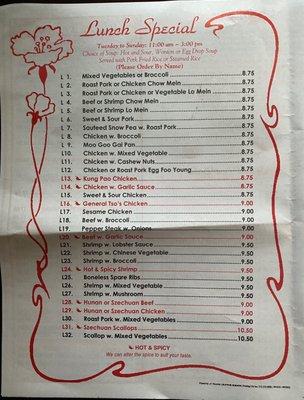 Lunch Special
Tuesday to Sunday: 11:00 am - 3:00 pm
Choice of Soup: Hot and Sour, Wonton or Egg Drop Soup
Served with Pork Fried Rice or Steamed Rice
(Please Order By Name)
L 1. Mixed Vegetables or Broccoli 8.75
L 2. Roast Pork or Chicken Chow Mein 8.75
L 3. Roast Pork or Chicken or Vegetable Lo Mein 8.75
L 4. Beef or Shrimp Chow Mein 8.75
L 5. Beef or Shrimp Lo Mein 8.75
L 6. Sweet & Sour Pork 8.75
L 7. Sauteed Snow Pea w. Roast Pork 8.75
L 8. Chicken w. Broccoli 8.75
L 9. Moo Goo Gai Pan 8.75
L10. Chicken w. Mixed Vegetable 8.75
L11. Chicken w. Cashew Nuts 8.75
L12. Chicken or Roast Pork Egg Foo Young 8.75
L13. Kung Pao Chicken 8.75
L14. Chicken w. Garlic Sauce 8.75
L15. Sweet & Sour Chicken 8.75
L16. General Tso's Chicken 9.00
L17. Sesame Chicken 9.00
L18. Beef w. Broccoli 9.00
L19. Pepper Steak w. Onions 9.00
L20. Beef w. Garlic Sauce 9.00
L21. Shrimp w. Lobster Sauce 9.50
L22. Shrimp w. Chinese Vegetable 9.50
L23. Shrimp w. Broccoli 9.50
L24. Hot & Spicy Shrimp 9.50
L25. Boneless Spare Ribs 9.50
L26. Shrimp w. Mixed Vegetable 9.50
L27. Shrimp w. Mushroom 9.50
L28. Hunan or Szechuan Beef 9.00
L29. Hunan or Szechuan Chicken 9.00
L30. Roast Pork w. Mixed Vegetables 9.00
L31. Szechuan Scallops 10.50
L32. Scallop w. Mixed Vegetables 10.50
HOT & SPICY
We can alter the spice to suit your taste.